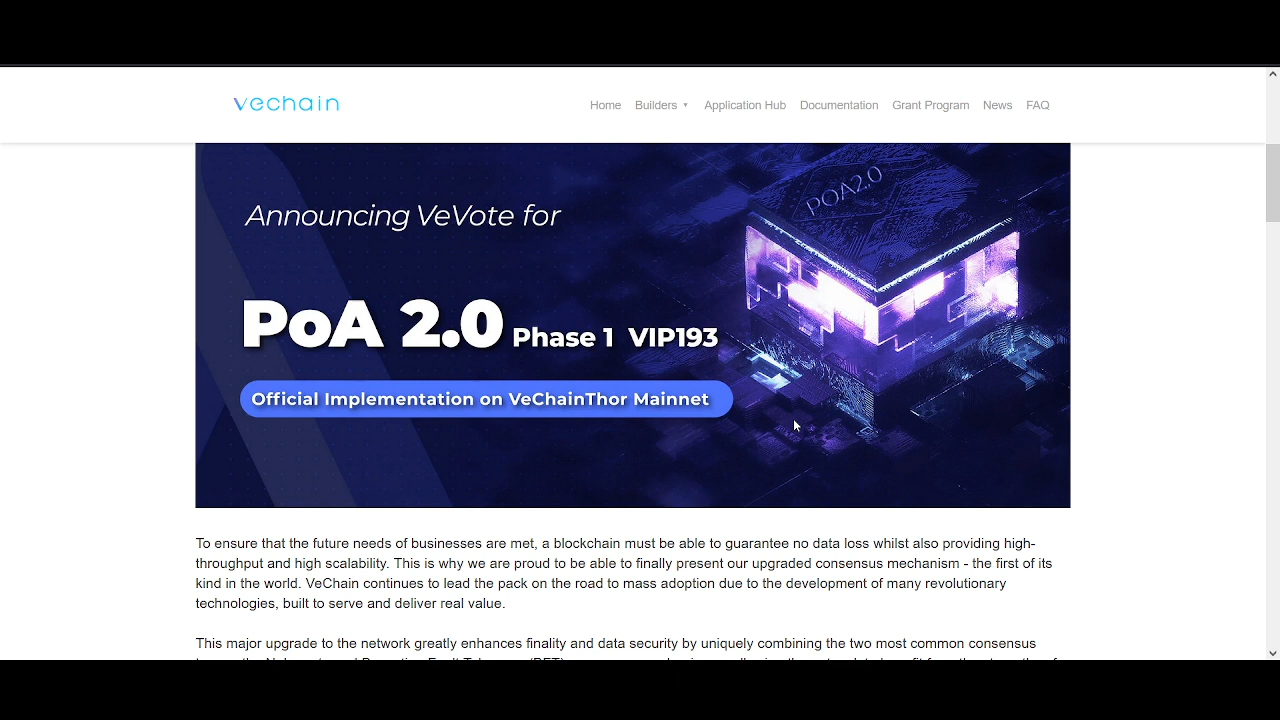 vechain
Home Builders ▾ Application Hub Documentation Grant Program News FAQ
POA2.0
Announcing VeVote for
PoA 2.0 Phase 1 VIP193
Official Implementation on VeChainThor Mainnet
To ensure that the future needs of businesses are met, a blockchain must be able to guarantee no data loss whilst also providing high-
throughput and high scalability. This is why we are proud to be able to finally present our upgraded consensus mechanism - the first of its
kind in the world. VeChain continues to lead the pack on the road to mass adoption due to the development of many revolutionary
technologies, built to serve and deliver real value.
This major upgrade to the network greatly enhances finality and data security by uniquely combining the two most common consensus